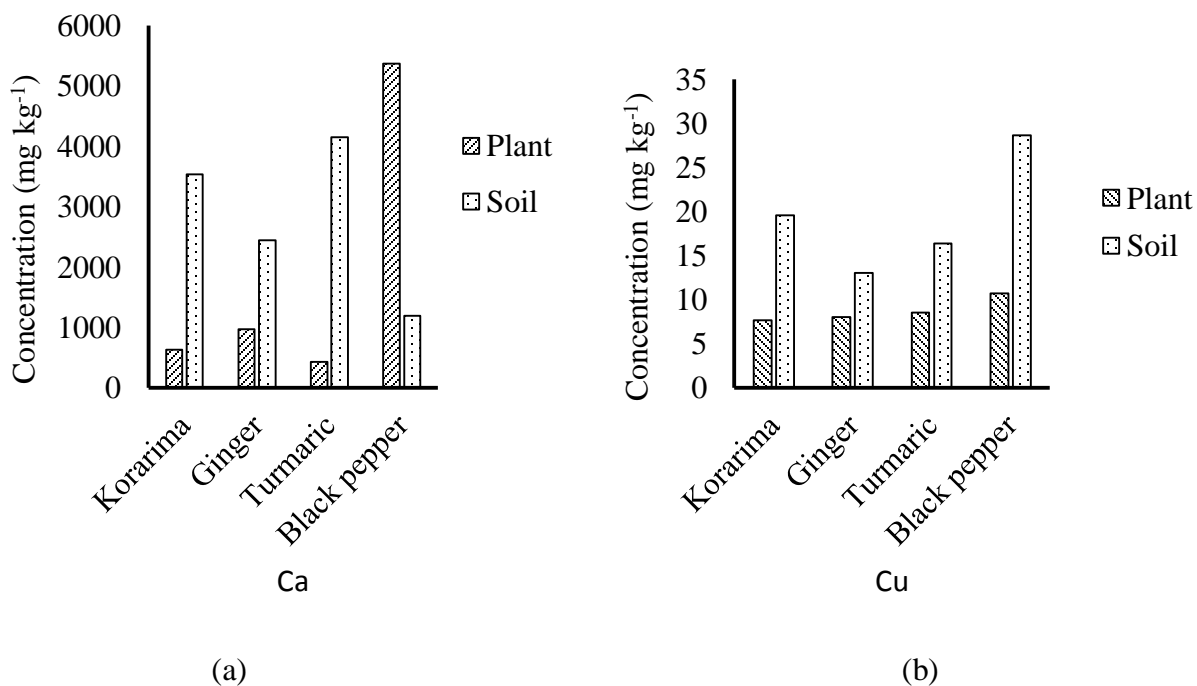 Concentration (mg kg-1)
6000
5000
4000
3000
2000
1000
0
Korarima
Ginger
Turmaric
Black pepper
Ca
Plant
Soil
(a)
Concentration (mg kg-1)
35
30
25
20
15
10
5
0
Korarima
Ginger
Turmaric
Black pepper
Cu
Plant
Soil
(b)